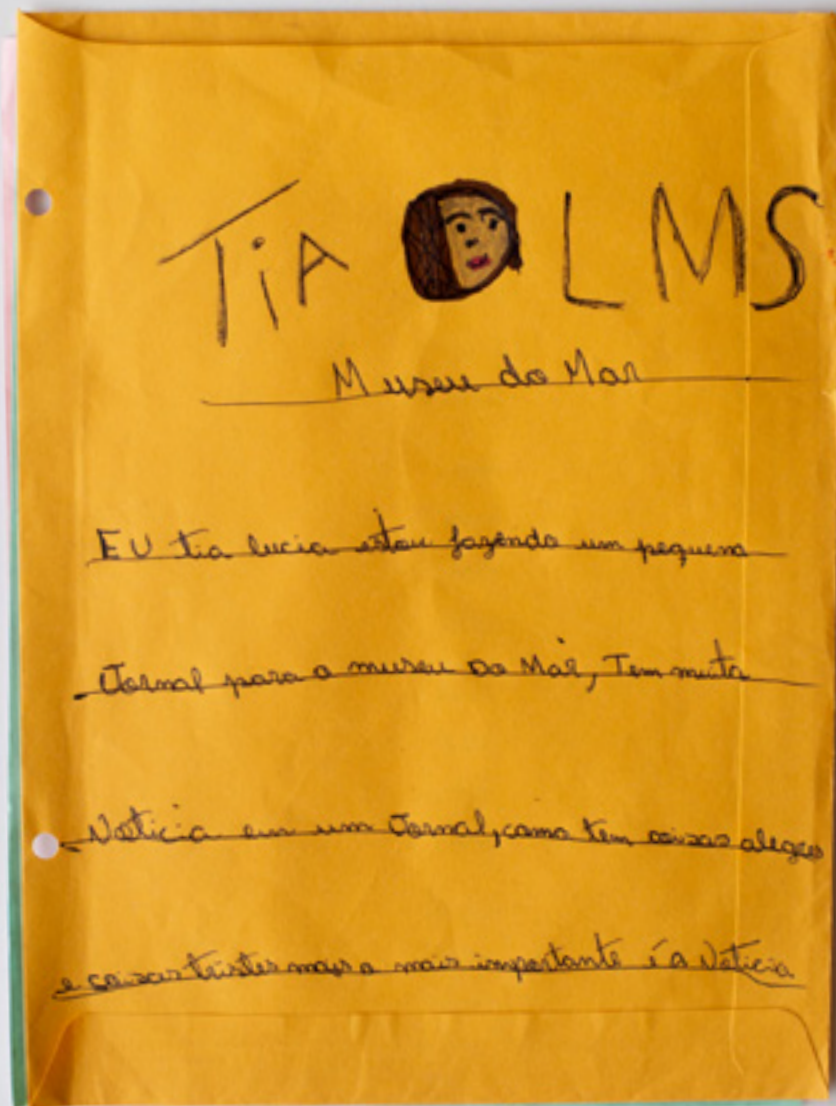 TiA LMS
Museu do Mar
EU tia lucia estou fazendo um pequeno
Jornal para o museu Do Mar, Tem muita
Noticia em um Jornal, como tem coisas alegres
e coisas tristes mais o mais importante é a Noticia